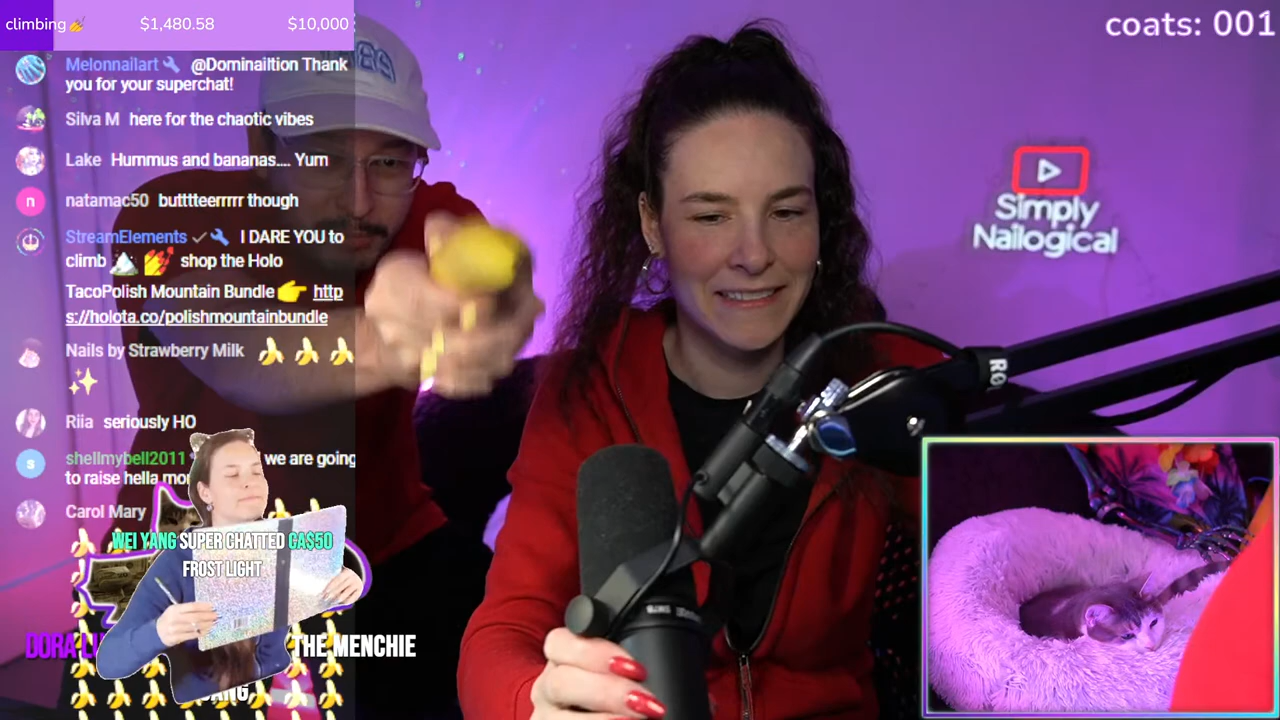 climbing💅 $1,480.58 $10,000
coats: 001
Melonnailart 🔧 @Dominailtion Thank
you for your superchat!
Silva M here for the chaotic vibes
Lake Hummus and bananas.... Yum
natamac50 buttteerrrrr though
StreamElements ✓ 🔧 I DARE YOU to
climb 🏔️ 💅 shop the Holo
TacoPolish Mountain Bundle 👉 http
s://holota.co/polishmountainbundle
Nails by Strawberry Milk 🍌 🍌 🍌
✨
Riia seriously HO
shellmybell2011 we are going
to raise hella
Carol Mary
WEI YANG SUPER CHATTED CA$50
FROST LIGHT
DORA
THE MENCHIE
Simply
Nailogical